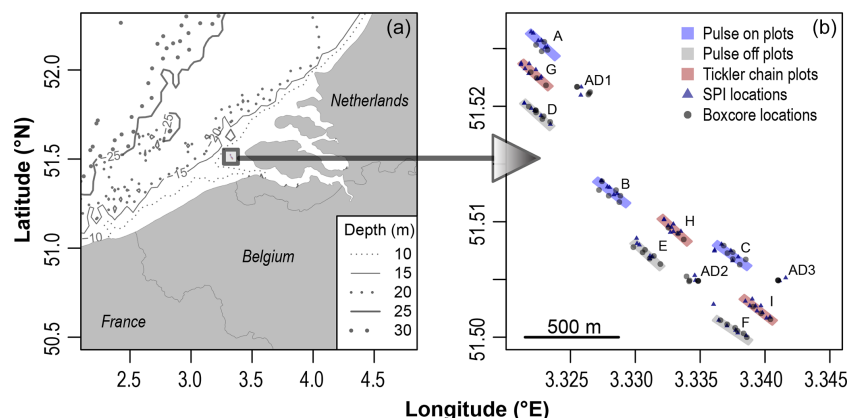 (a)
Latitude (°N)
52.0
51.5
51.0
50.5
2.5 3.0 3.5 4.0 4.5
Netherlands
Belgium
France
25
25
20
15
10
Depth (m)
10
15
20
25
30
(b)
51.52
51.51
51.50
3.325 3.330 3.335 3.340 3.345
Pulse on plots
Pulse off plots
Tickler chain plots
SPI locations
Boxcore locations
A
G
AD1
D
B
H
E
C
AD2
AD3
I
F
500 m
Longitude (°E)